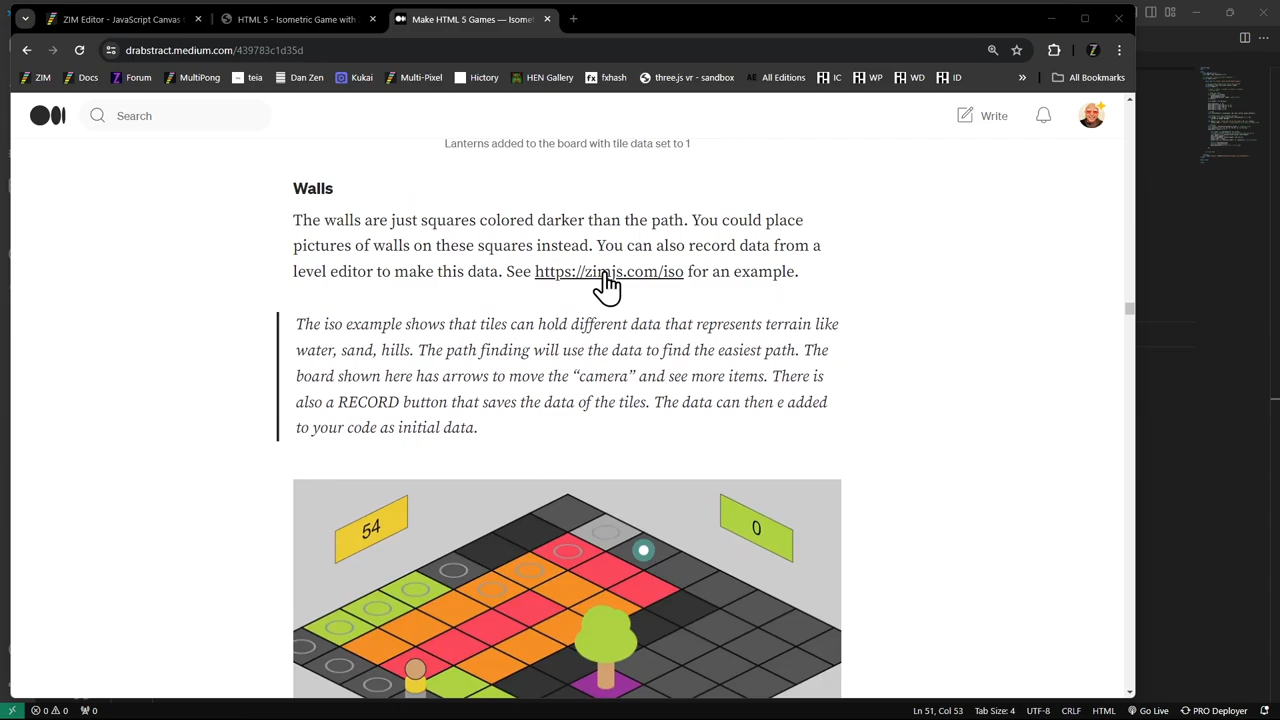 ZIM Editor - JavaScript Canvas
HTML 5 - Isometric Game with
Make HTML 5 Games — Isome
drabstract.medium.com/439783c1d35d
ZIM
Docs
Forum
MultiPong
teia
Dan Zen
Kukai
Multi-Pixel
Hictory
HEN Gallery
fxhash
three.js vr - sandbox
All Editions
IC
WP
WD
ID
All Bookmarks
Search
Write
Lanterns added to the board with tile data set to 1
Walls
The walls are just squares colored darker than the path. You could place
pictures of walls on these squares instead. You can also record data from a
level editor to make this data. See https://zimjs.com/iso for an example.
The iso example shows that tiles can hold different data that represents terrain like
water, sand, hills. The path finding will use the data to find the easiest path. The
board shown here has arrows to move the “camera” and see more items. There is
also a RECORD button that saves the data of the tiles. The data can then e added
to your code as initial data.
54
0
0 0
0
Ln 51, Col 53
Tab Size: 4
UTF-8
CRLF
HTML
Go Live
PRO Deployer